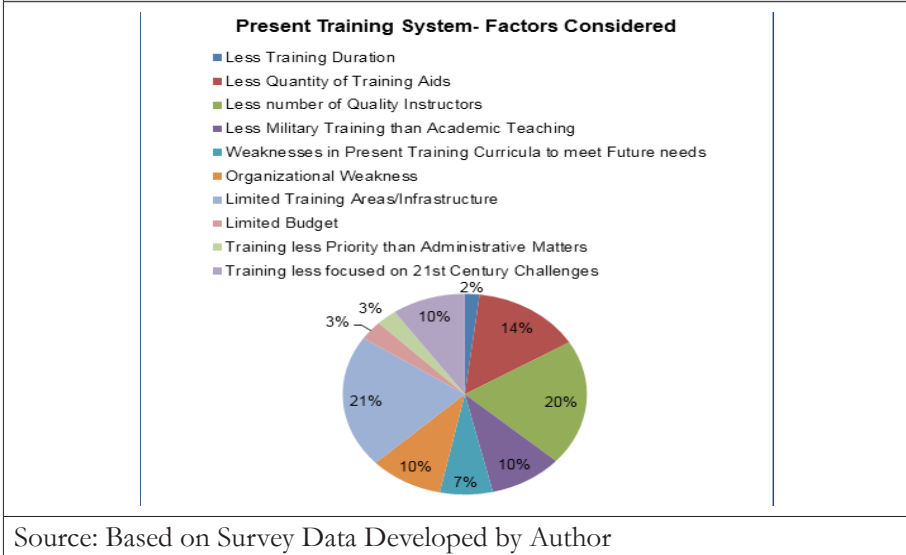 Present Training System- Factors Considered
Less Training Duration
Less Quantity of Training Aids
Less number of Quality Instructors
Less Military Training than Academic Teaching
Weaknesses in Present Training Curricula to meet Future needs
Organizational Weakness
Limited Training Areas/Infrastructure
Limited Budget
Training less Priority than Administrative Matters
Training less focused on 21st Century Challenges
2%
14%
20%
10%
7%
10%
21%
3%
3%
10%
Source: Based on Survey Data Developed by Author